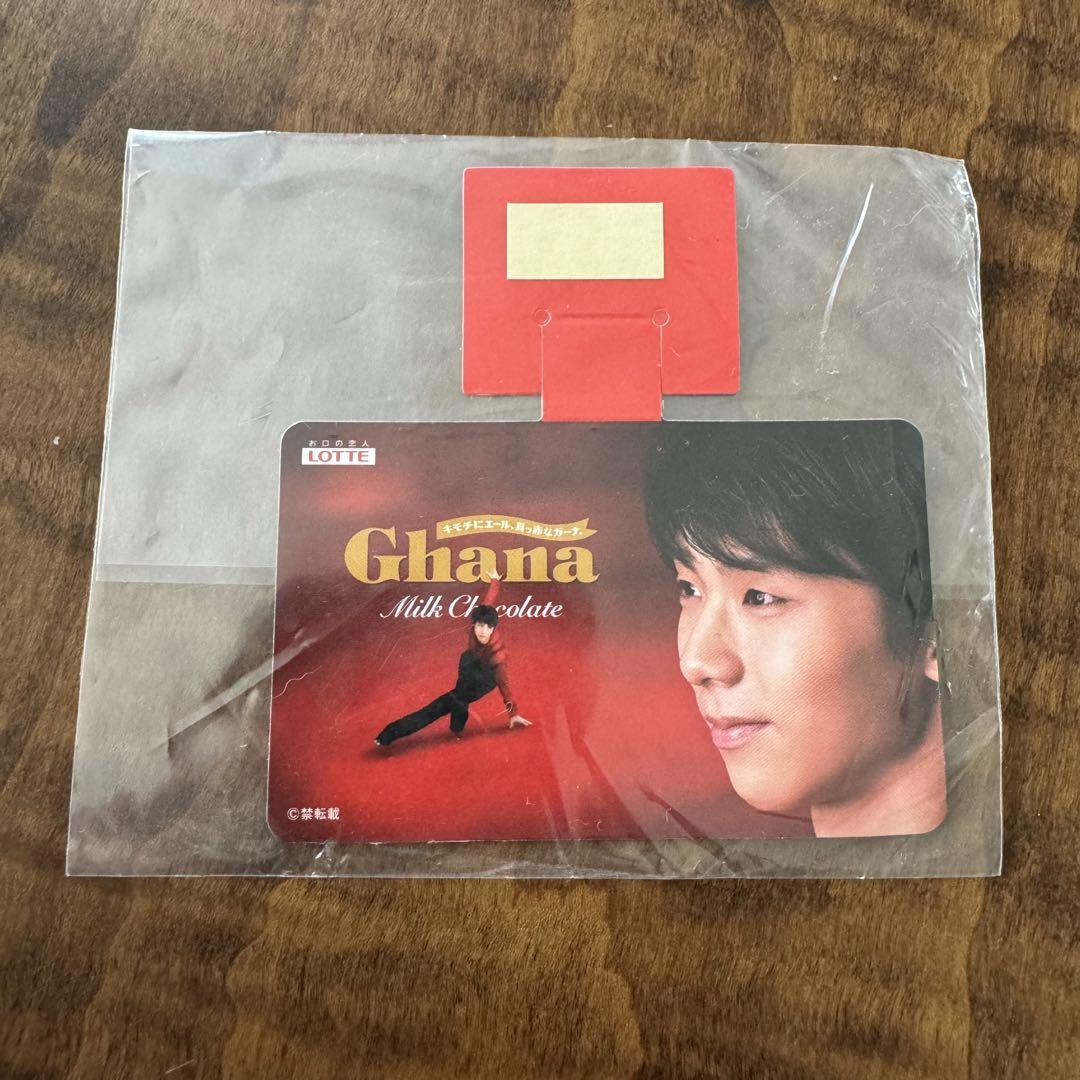 お口の恋人
LOTTE
キモチにエール、真っ赤なガーナ。
Ghana
Milk Chocolate
©禁転載